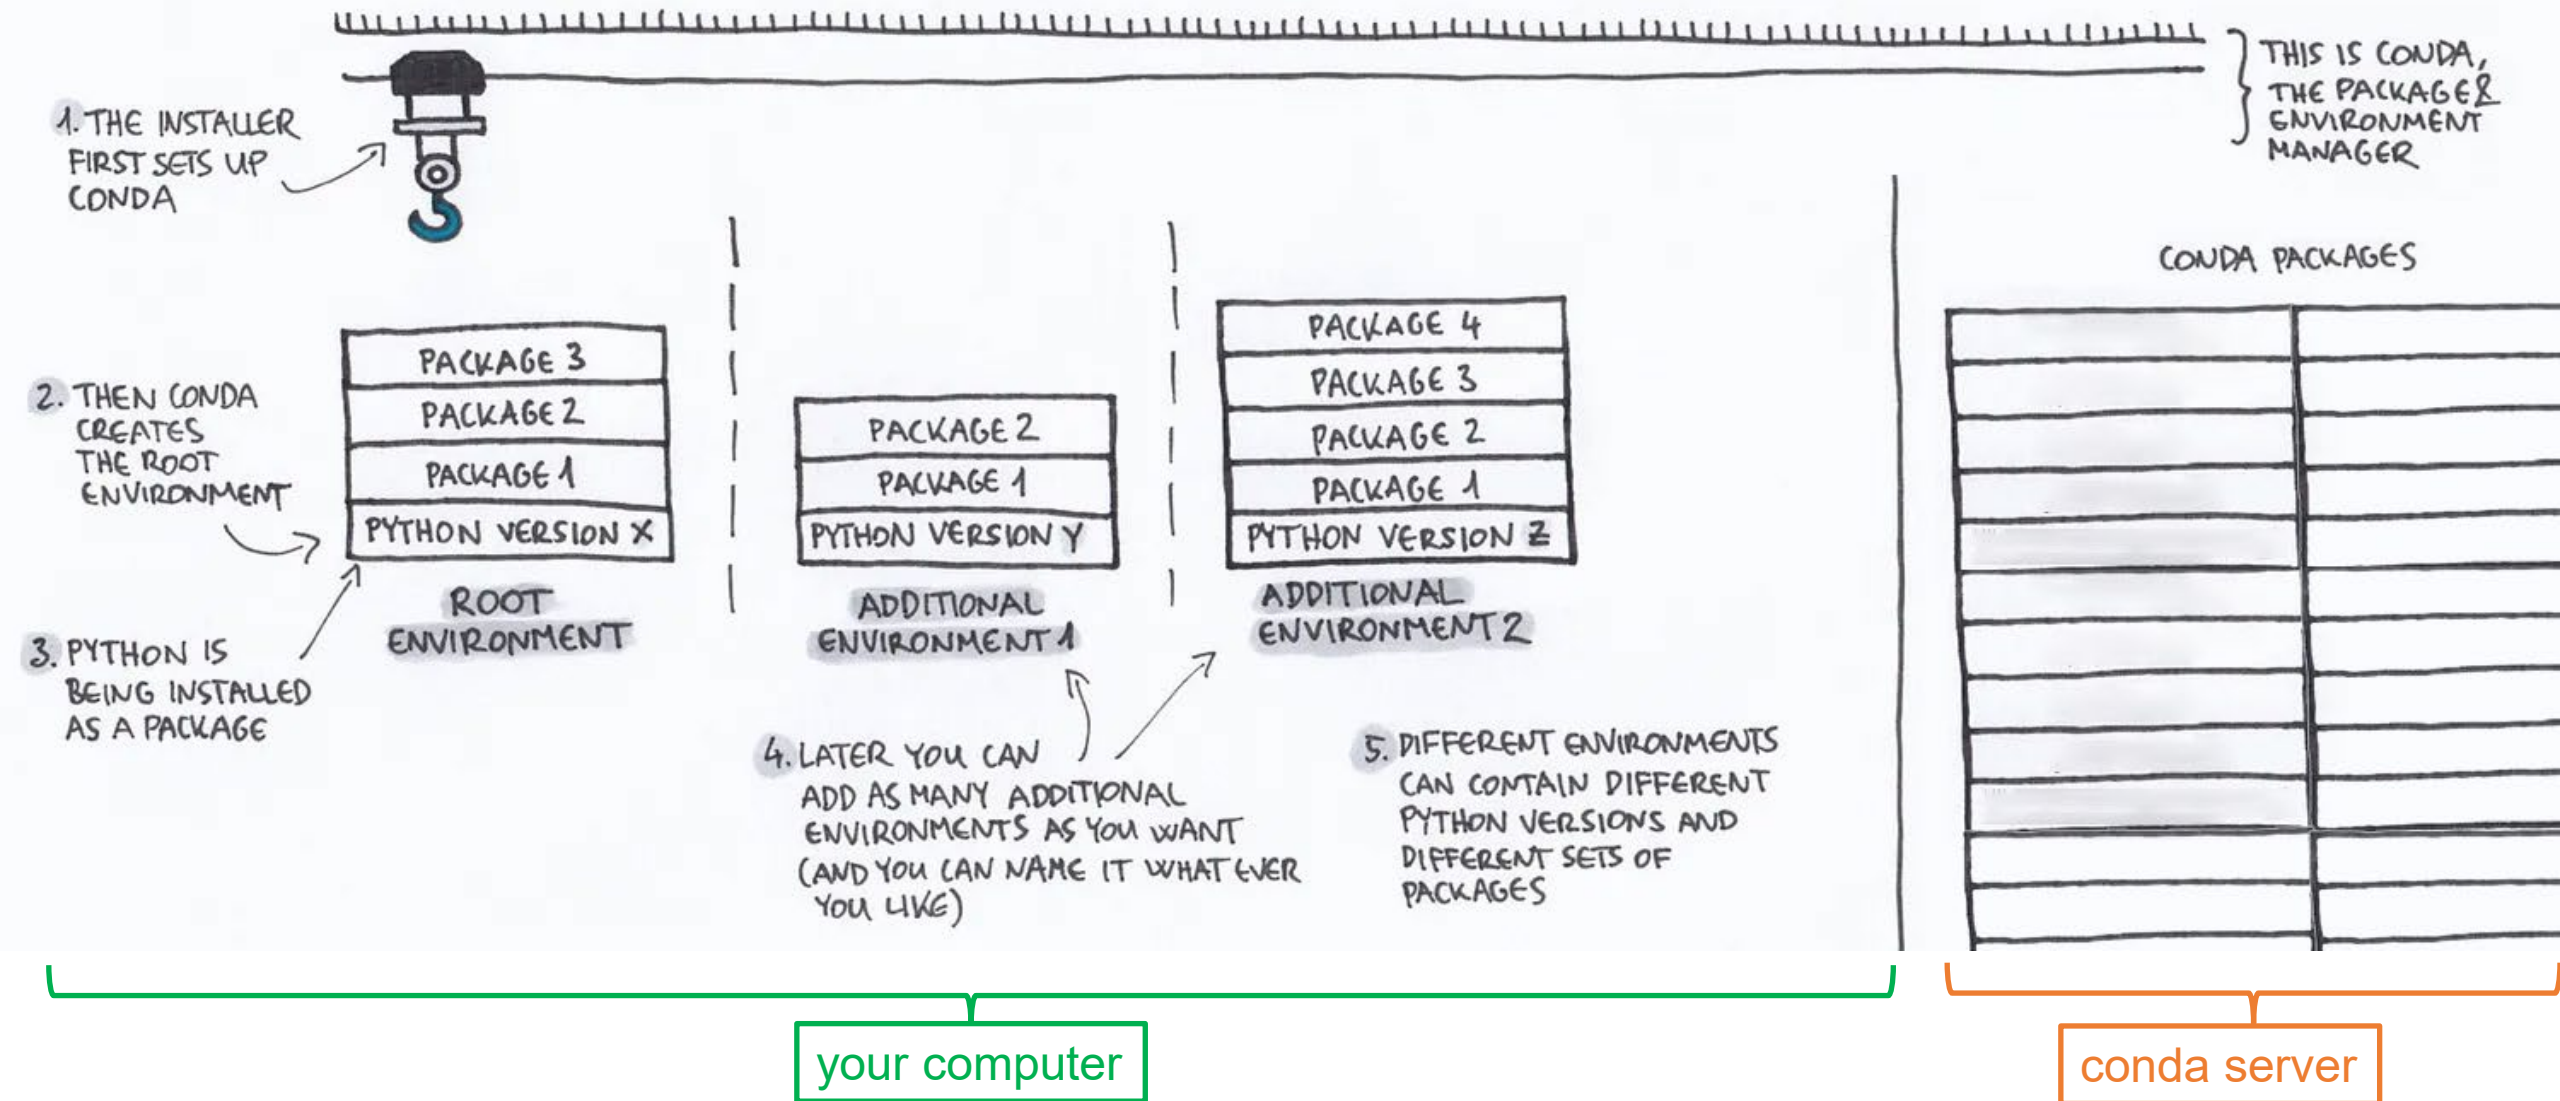 THIS IS CONDA,
THE PACKAGE &
ENVIRONMENT
MANAGER
1. THE INSTALLER
FIRST SETS UP
CONDA
CONDA PACKAGES
2. THEN CONDA
CREATES
THE ROOT
ENVIRONMENT
PACKAGE 3
PACKAGE 2
PACKAGE 1
PYTHON VERSION X
ROOT
ENVIRONMENT
3. PYTHON IS
BEING INSTALLED
AS A PACKAGE
PACKAGE 2
PACKAGE 1
PYTHON VERSION Y
ADDITIONAL
ENVIRONMENT 1
PACKAGE 4
PACKAGE 3
PACKAGE 2
PACKAGE 1
PYTHON VERSION Z
ADDITIONAL
ENVIRONMENT 2
4. LATER YOU CAN
ADD AS MANY ADDITIONAL
ENVIRONMENTS AS YOU WANT
(AND YOU CAN NAME IT WHAT EVER
YOU LIKE)
5. DIFFERENT ENVIRONMENTS
CAN CONTAIN DIFFERENT
PYTHON VERSIONS AND
DIFFERENT SETS OF
PACKAGES
your computer
conda server